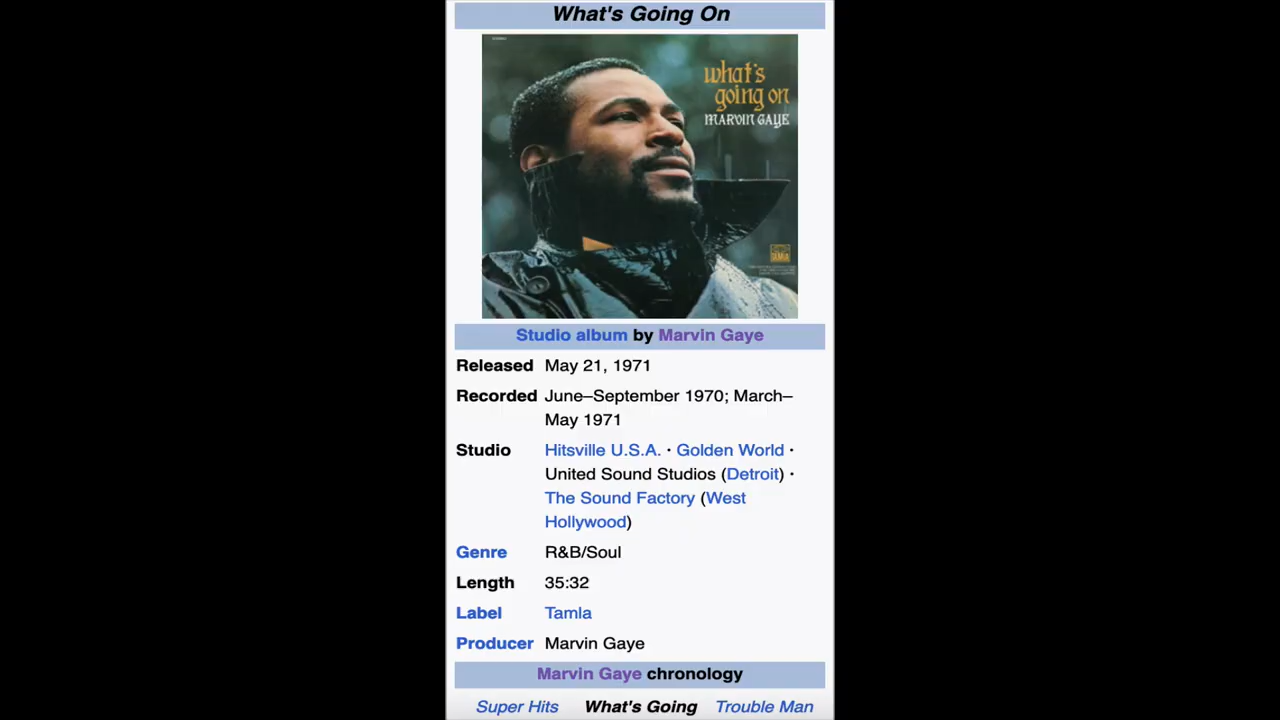 What's Going On
what's
going on
MARVIN GAYE
Studio album by Marvin Gaye
Released May 21, 1971
Recorded June–September 1970; March–
May 1971
Studio Hitsville U.S.A. · Golden World ·
United Sound Studios (Detroit) ·
The Sound Factory (West
Hollywood)
Genre R&B/Soul
Length 35:32
Label Tamla
Producer Marvin Gaye
Marvin Gaye chronology
Super Hits What's Going Trouble Man